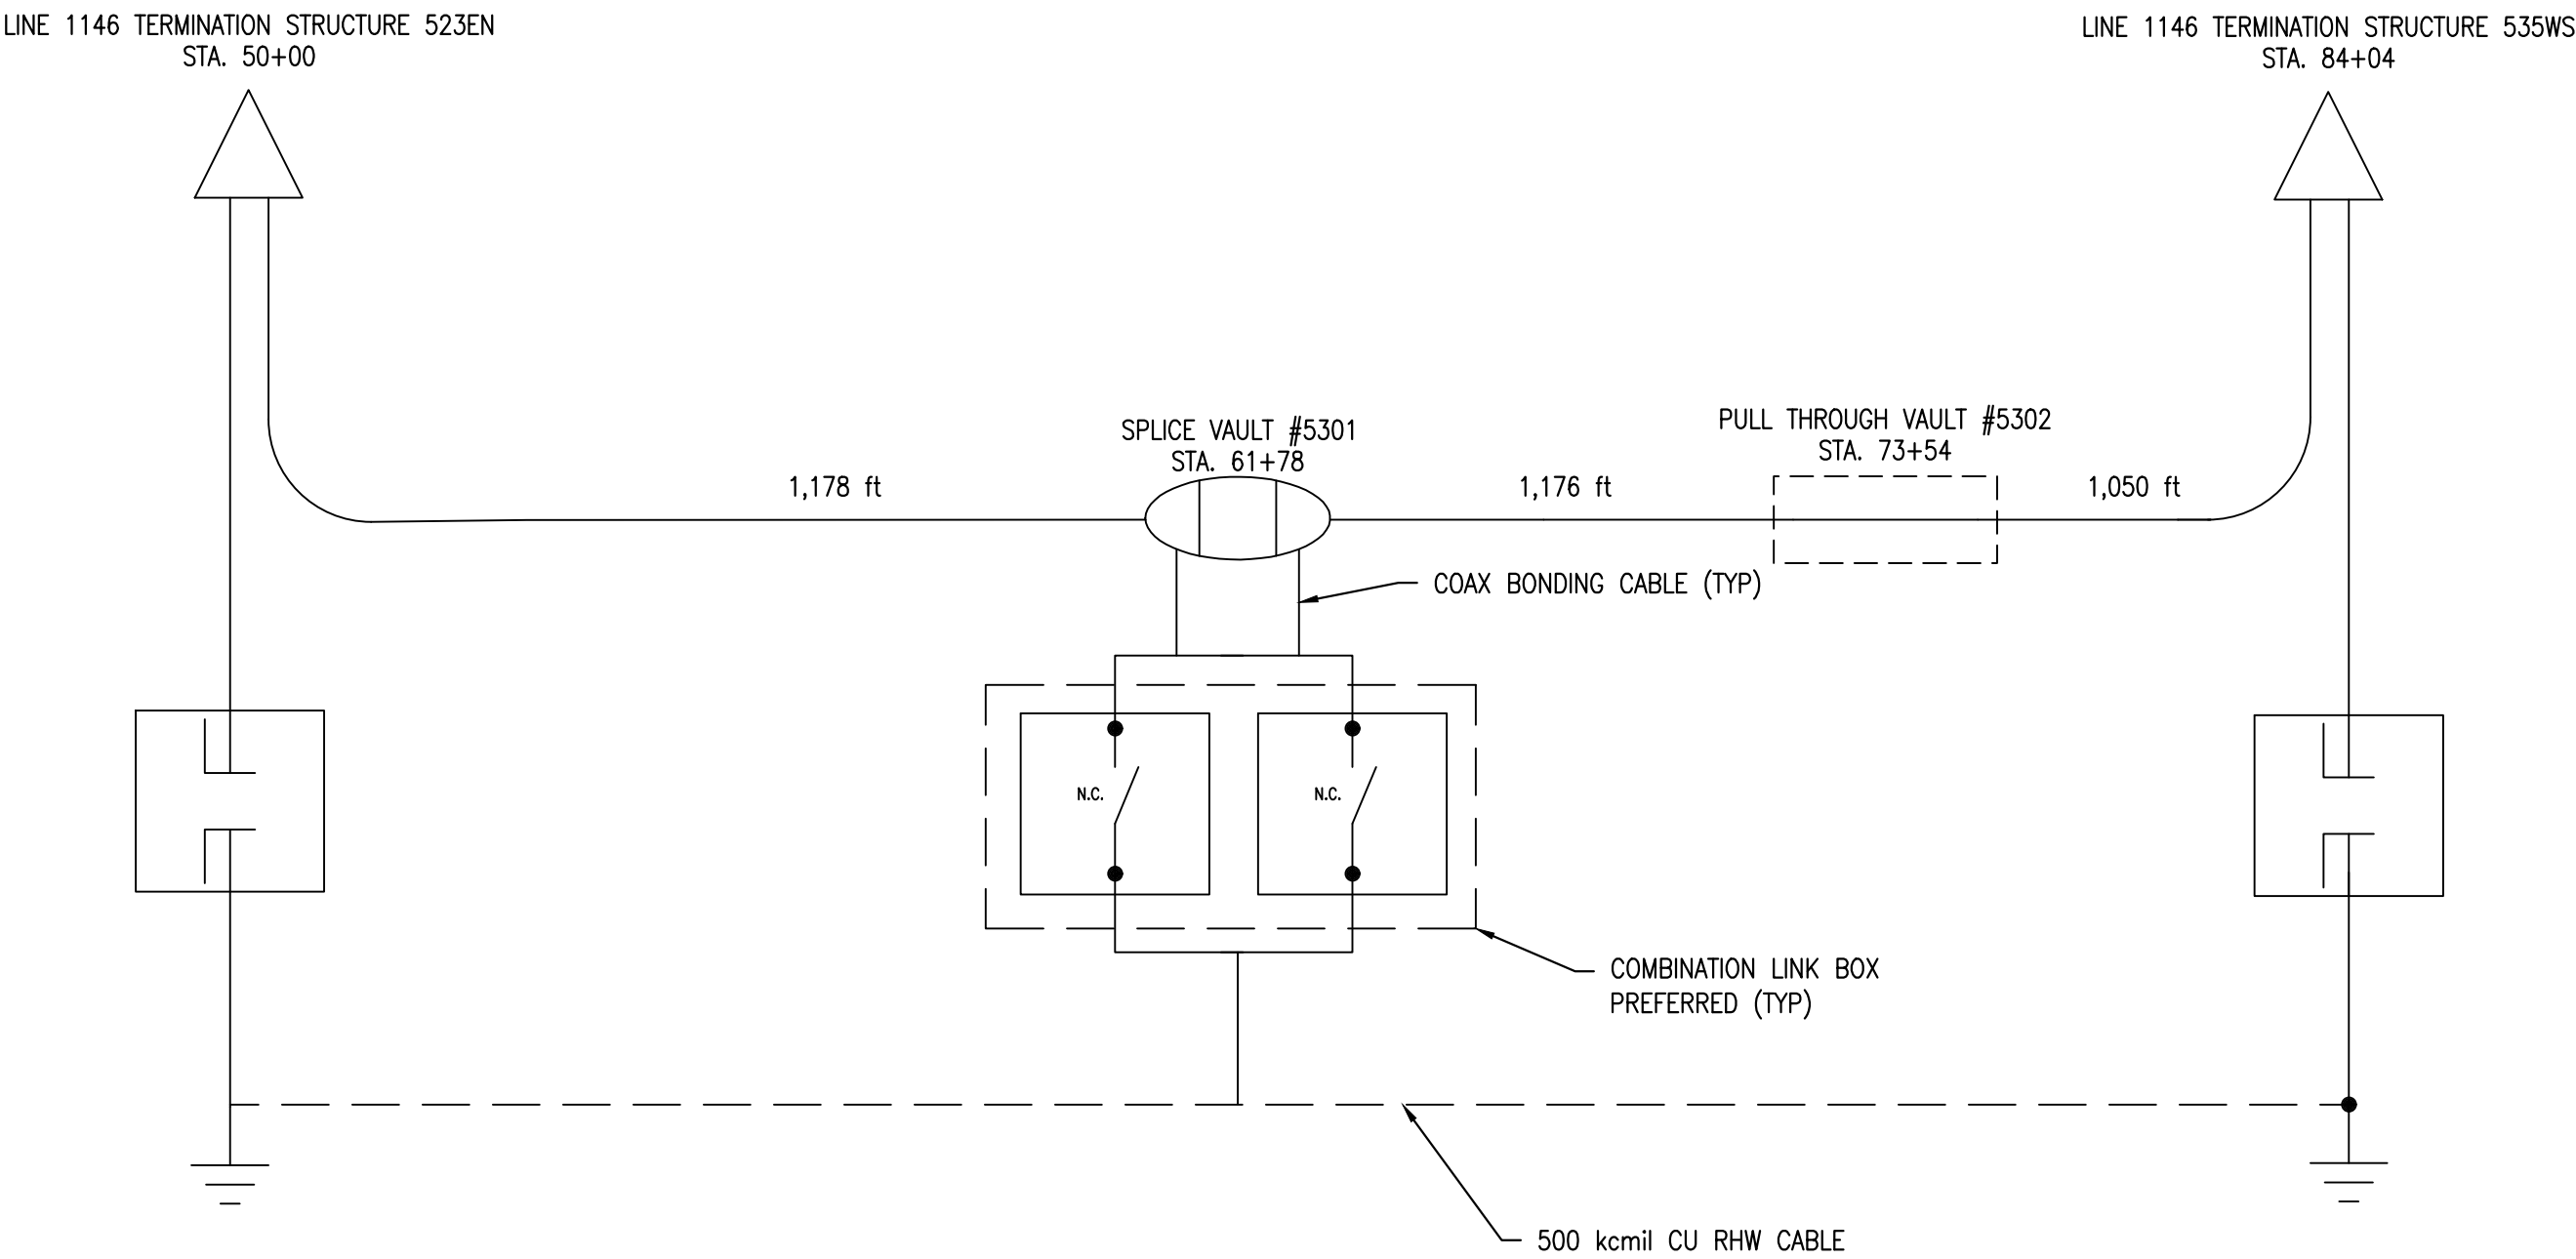 LINE 1146 TERMINATION STRUCTURE 523EN
STA. 50+00
LINE 1146 TERMINATION STRUCTURE 535WS
STA. 84+04
SPLICE VAULT #5301
STA. 61+78
PULL THROUGH VAULT #5302
STA. 73+54
1,178 ft
1,176 ft
1,050 ft
COAX BONDING CABLE (TYP)
N.C.
N.C.
COMBINATION LINK BOX
PREFERRED (TYP)
500 kcmil CU RHW CABLE